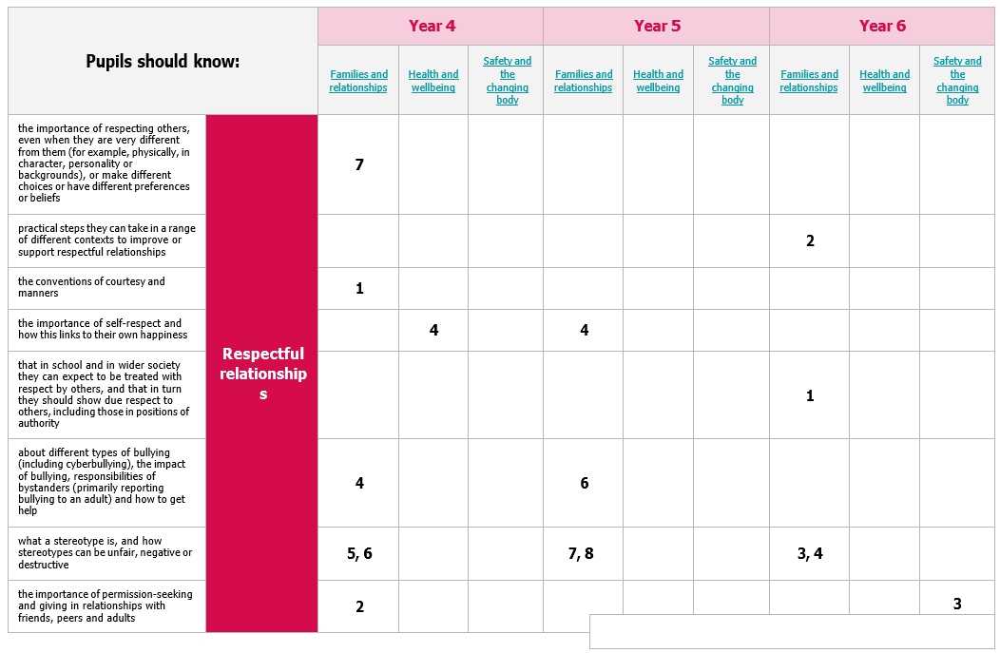 Pupils should know:
Year 4
Year 5
Year 6
Families and
relationships
Health and
wellbeing
Safety and
the
changing
body
Families and
relationships
Health and
wellbeing
Safety and
the
changing
body
Families and
relationships
Health and
wellbeing
Safety and
the
changing
body
Respectful
relationship
s
the importance of respecting others,
even when they are very different
from them (for example, physically, in
character, personality or
backgrounds), or make different
choices or have different preferences
or beliefs
7
practical steps they can take in a range
of different contexts to improve or
support respectful relationships
2
the conventions of courtesy and
manners
1
the importance of self-respect and
how this links to their own happiness
4
4
that in school and in wider society
they can expect to be treated with
respect by others, and that in turn
they should show due respect to
others, including those in positions of
authority
1
about different types of bullying
(including cyberbullying), the impact
of bullying, responsibilities of
bystanders (primarily reporting
bullying to an adult) and how to get
help
4
6
what a stereotype is, and how
stereotypes can be unfair, negative or
destructive
5, 6
7, 8
3, 4
the importance of permission-seeking
and giving in relationships with
friends, peers and adults
2
3